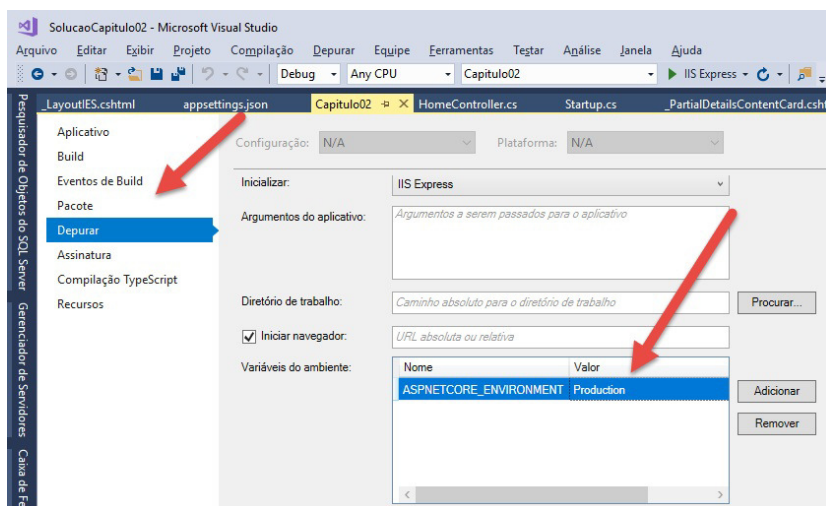 SolucaoCapitulo02 - Microsoft Visual Studio
Arquivo Editar Exibir Projeto Compilação Depurar Equipe Ferramentas Testar Análise Janela Ajuda
Debug Any CPU Capitulo02 IIS Express
_LayoutIES.cshtml appsettings.json Capitulo02 HomeController.cs Startup.cs _PartialDetailsContentCard.csht
Pesquisador de Objetos do SQL Server
Gerenciador de Servidores
Caixa de Fe
Aplicativo
Build
Eventos de Build
Pacote
Depurar
Assinatura
Compilação TypeScript
Recursos
Configuração: N/A Plataforma: N/A
Inicializar: IIS Express
Argumentos do aplicativo: Argumentos a serem passados para o aplicativo
Diretório de trabalho: Caminho absoluto para o diretório de trabalho Procurar...
Iniciar navegador: URL absoluta ou relativa
Variáveis do ambiente: Nome Valor
ASPNETCORE_ENVIRONMENT Production Adicionar
Remover